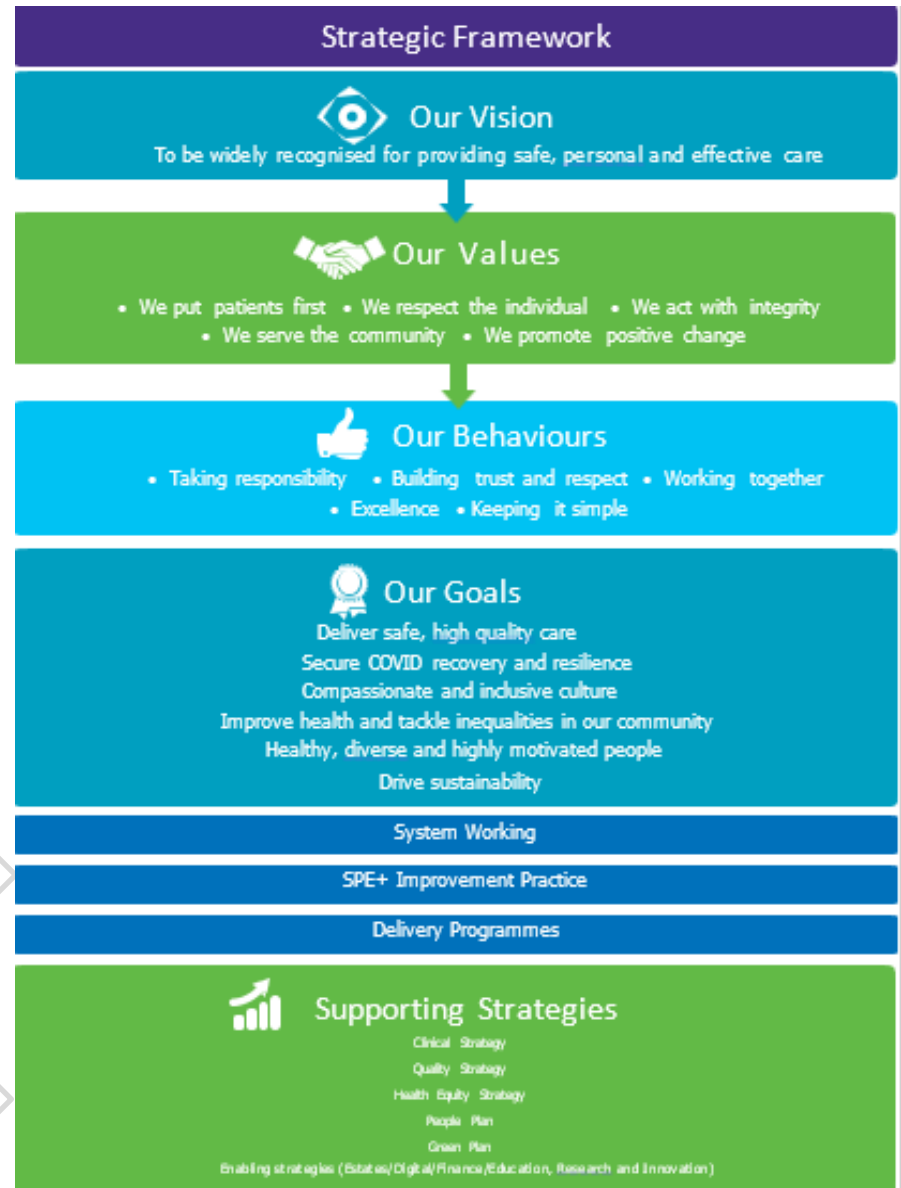 Strategic Framework
Our Vision
To be widely recognised for providing safe, personal and effective care
Our Values
• We put patients first • We respect the individual • We act with integrity
• We serve the community • We promote positive change
Our Behaviours
• Taking responsibility • Building trust and respect • Working together
• Excellence • Keeping it simple
Our Goals
Deliver safe, high quality care
Secure COVID recovery and resilience
Compassionate and inclusive culture
Improve health and tackle inequalities in our community
Healthy, diverse and highly motivated people
Drive sustainability
System Working
SPE+ Improvement Practice
Delivery Programmes
Supporting Strategies
Clinical Strategy
Quality Strategy
Health Equity Strategy
People Plan
Green Plan
Enabling strategies (Estates/Digital/Finance/Education, Research and Innovation)